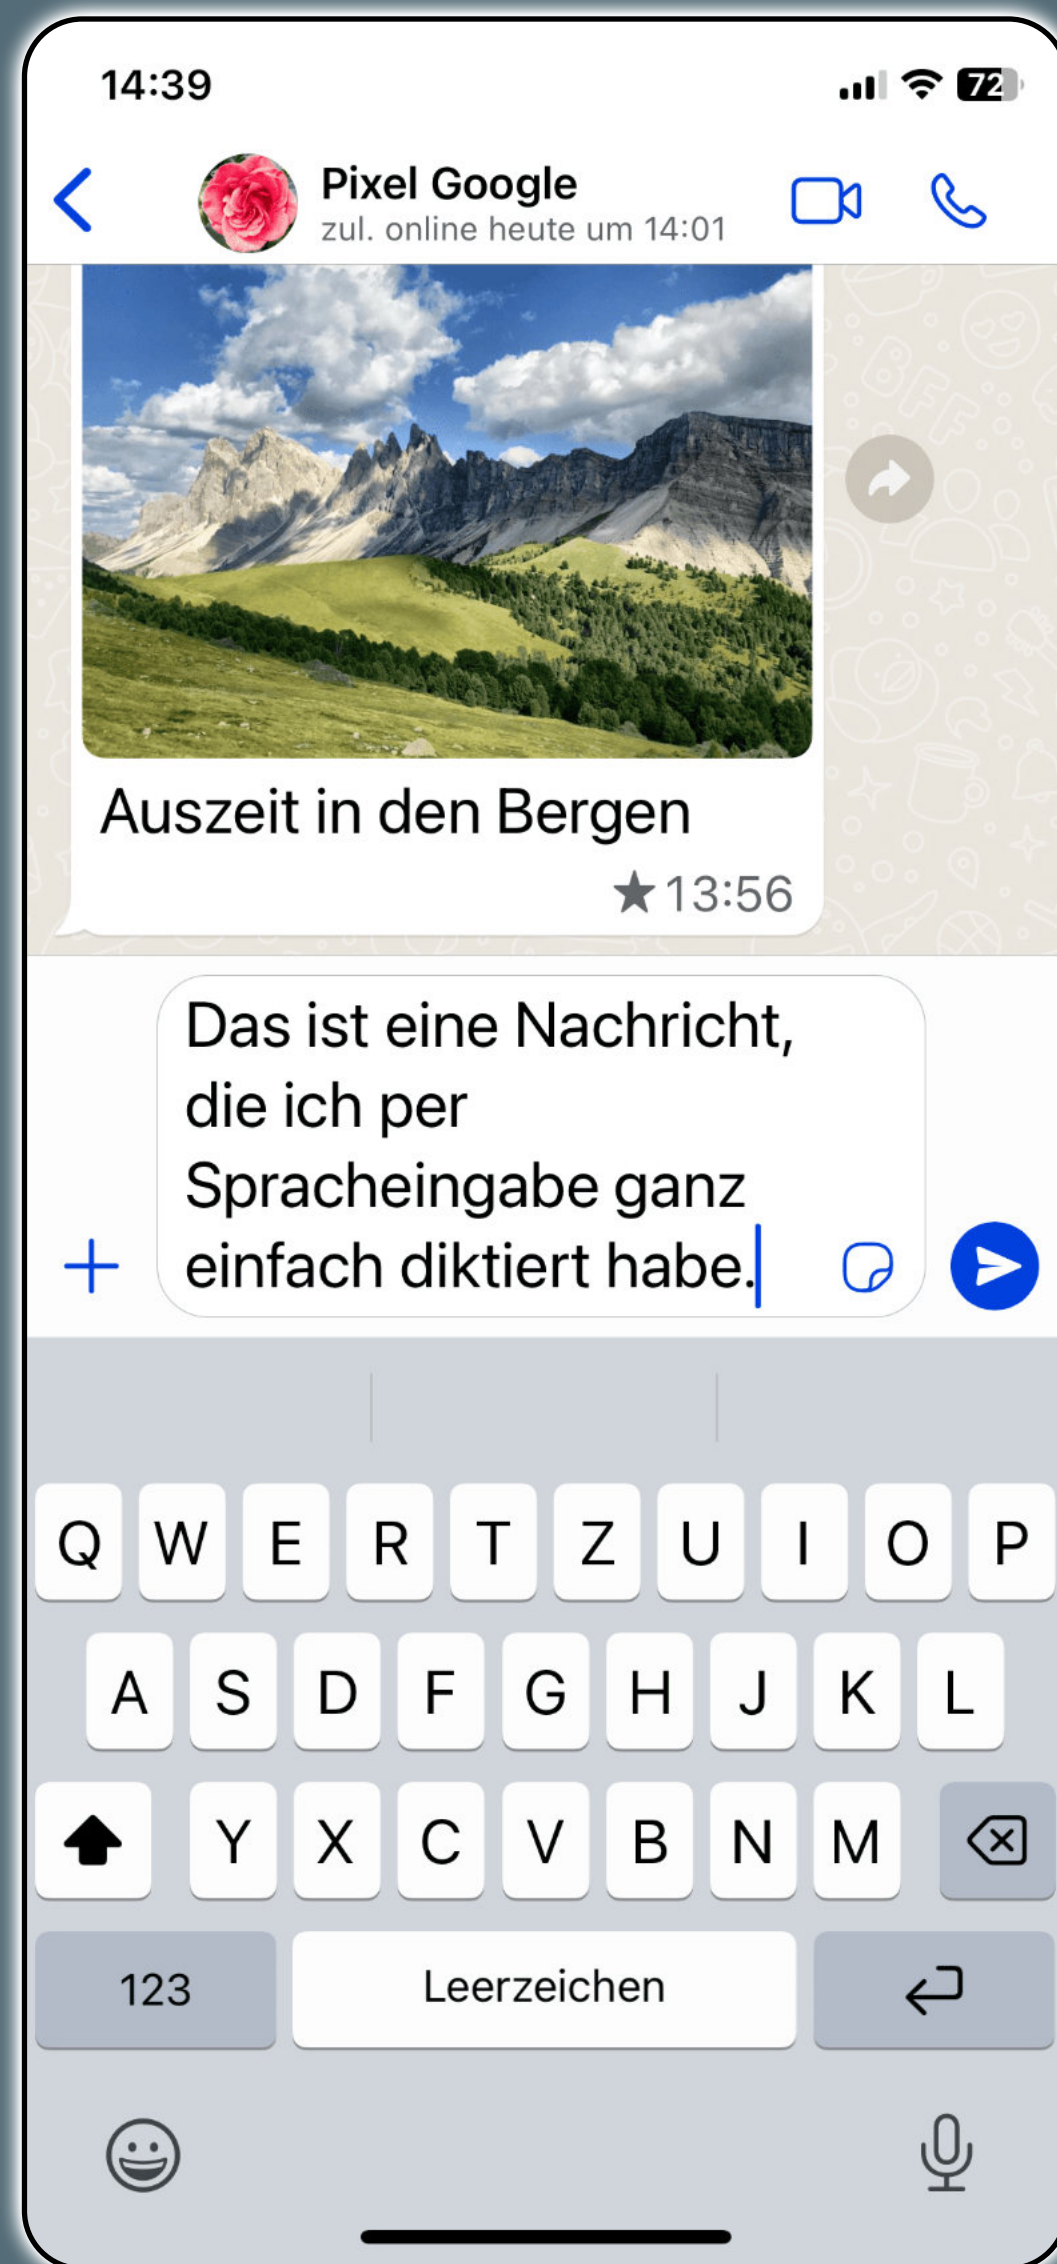 14:39
72
Pixel Google
zul. online heute um 14:01
Auszeit in den Bergen
13:56
Das ist eine Nachricht,
die ich per
Spracheingabe ganz
einfach diktiert habe.
Q W E R T Z U I O P
A S D F G H J K L
Y X C V B N M
123 Leerzeichen